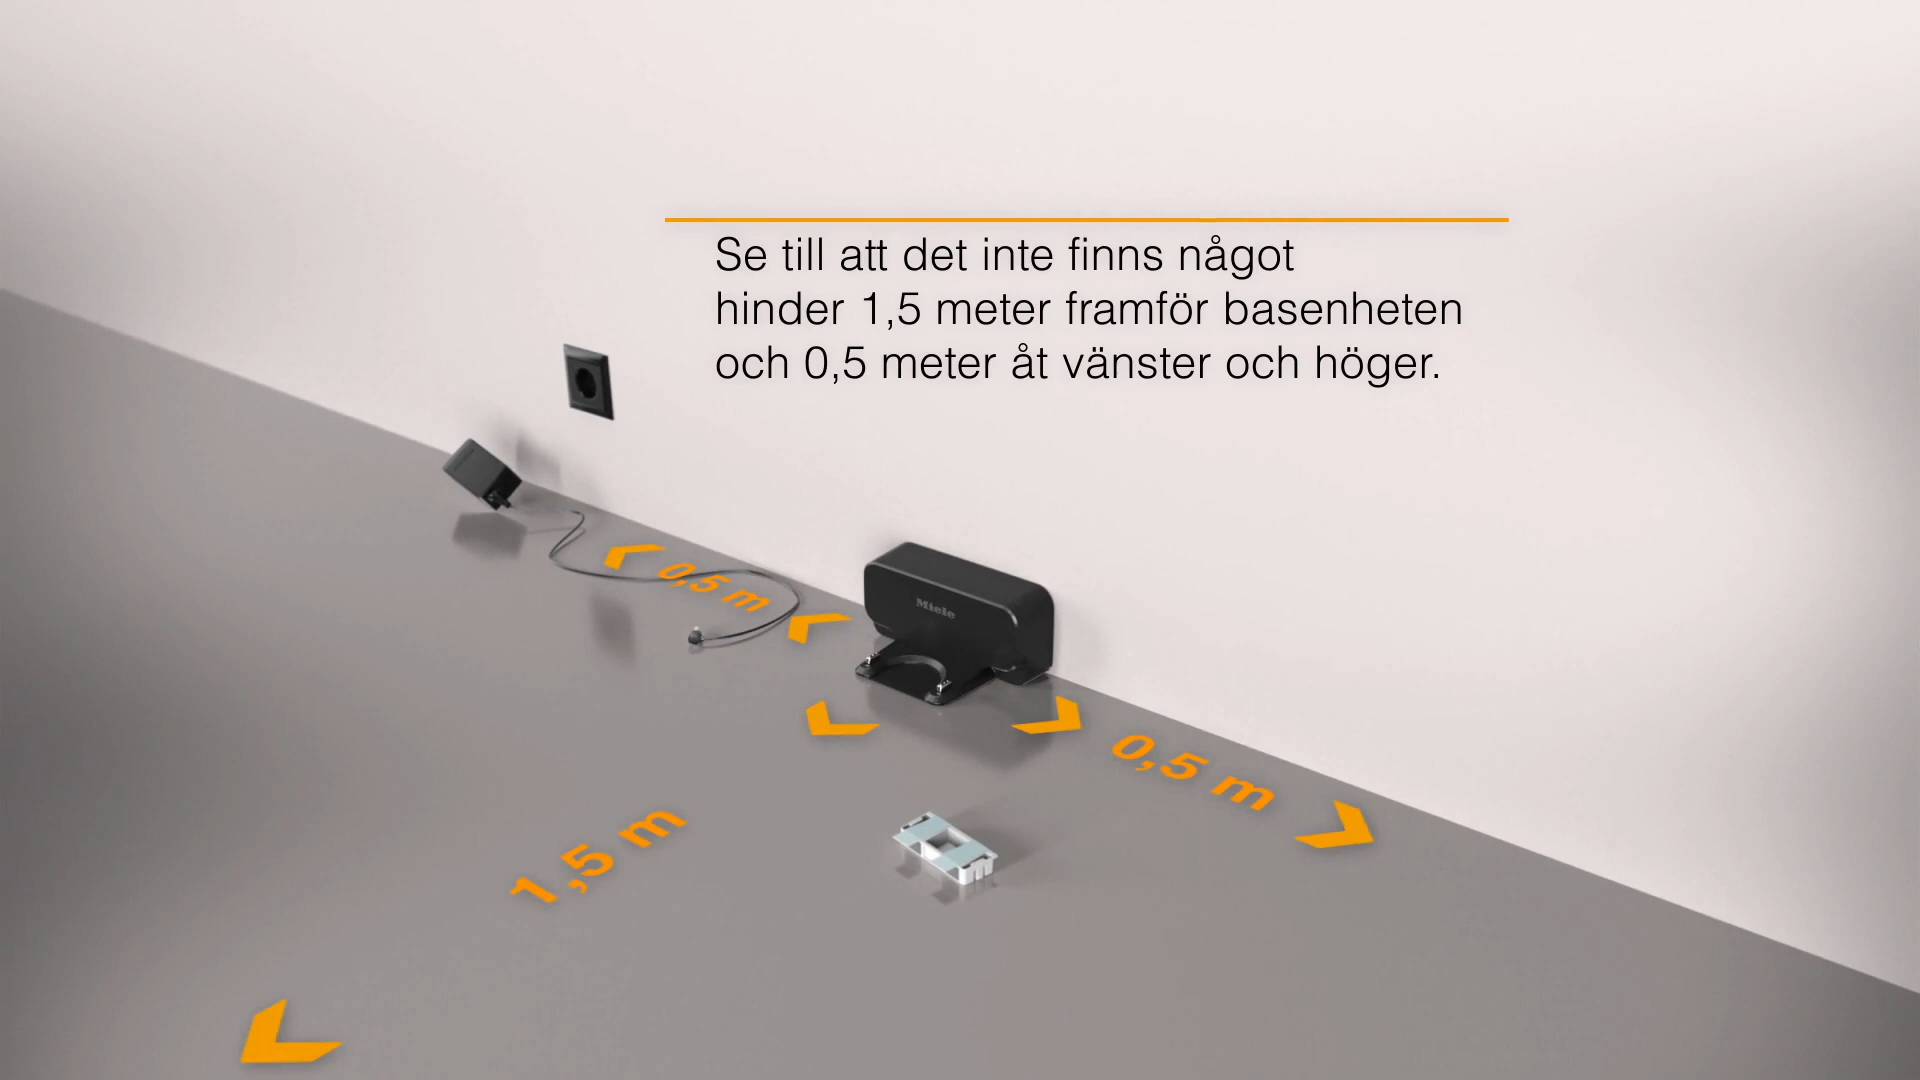 Se till att det inte finns något
hinder 1,5 meter framför basenheten
och 0,5 meter åt vänster och höger.
0,5 m
Miele
0,5 m
1,5 m